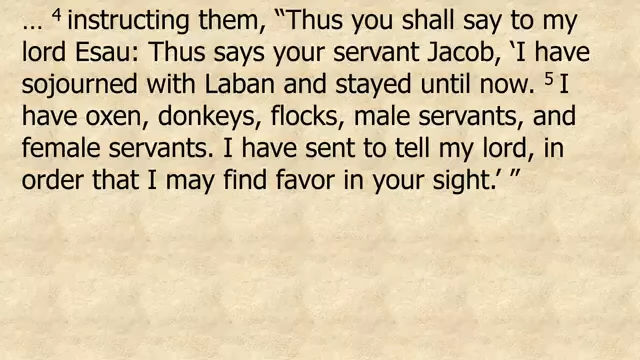 … ⁴ instructing them, “Thus you shall say to my
lord Esau: Thus says your servant Jacob, ‘I have
sojourned with Laban and stayed until now. ⁵ I
have oxen, donkeys, flocks, male servants, and
female servants. I have sent to tell my lord, in
order that I may find favor in your sight.’ ”